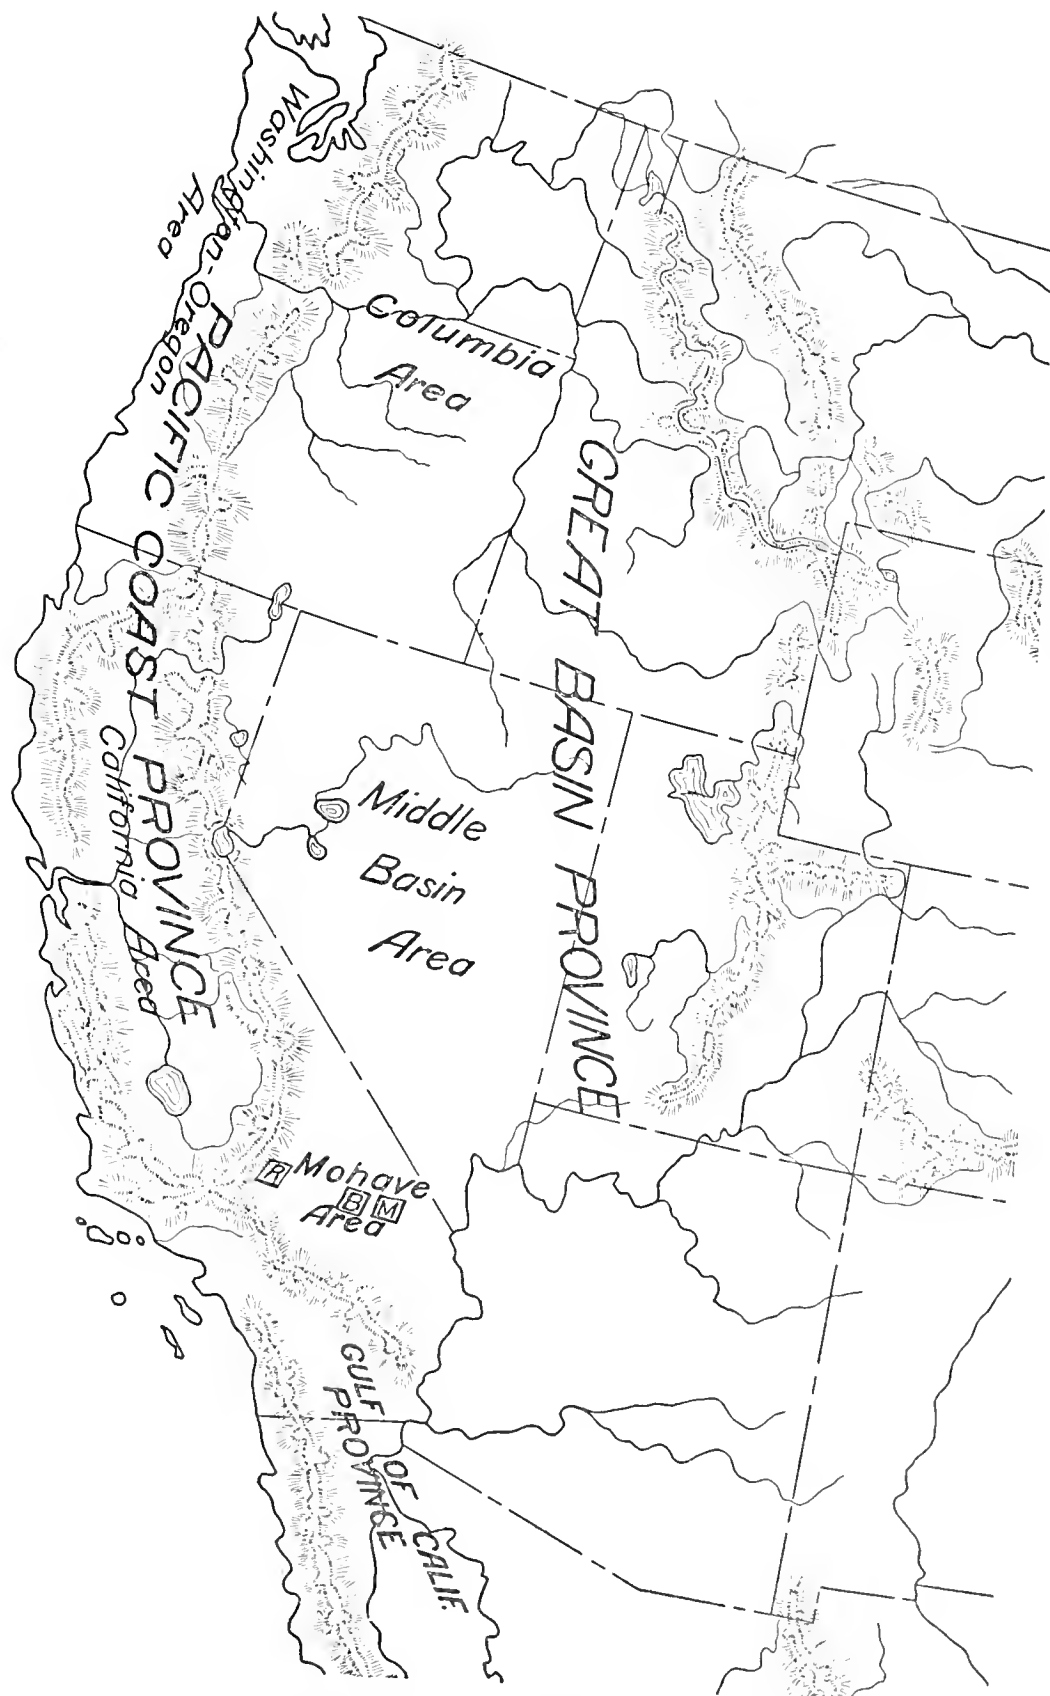 Washington-Oregon
Area
PACIFIC COAST PROVINCE
Columbia
Area
GREAT BASIN PROVINCE
California Area
Middle
Basin
Area
R
Mohave
B M
Area
GULF OF CALIF.
PROVINCE